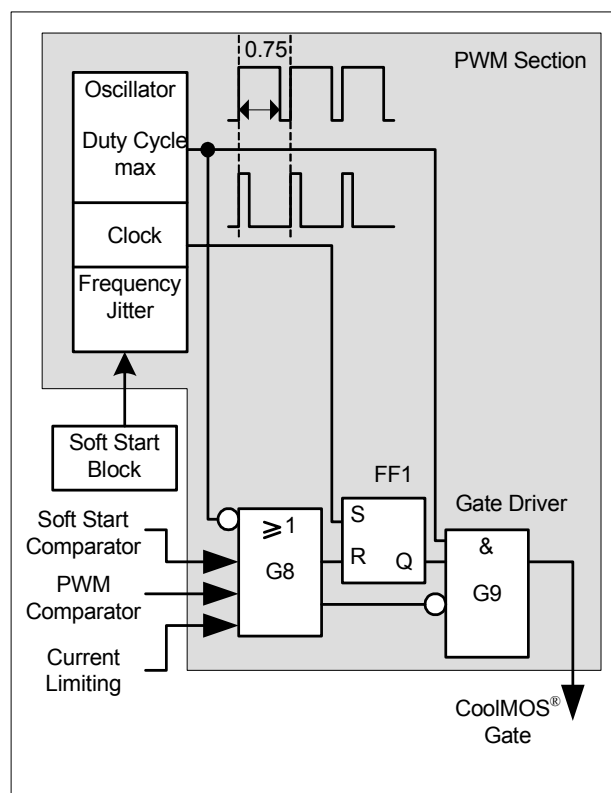 0.75
PWM Section
Oscillator
Duty Cycle
max
Clock
Frequency
Jitter
Soft Start
Block
FF1
Gate Driver
Soft Start
Comparator
PWM
Comparator
Current
Limiting
≥1
G8
S
R
Q
&
G9
CoolMOS®
Gate